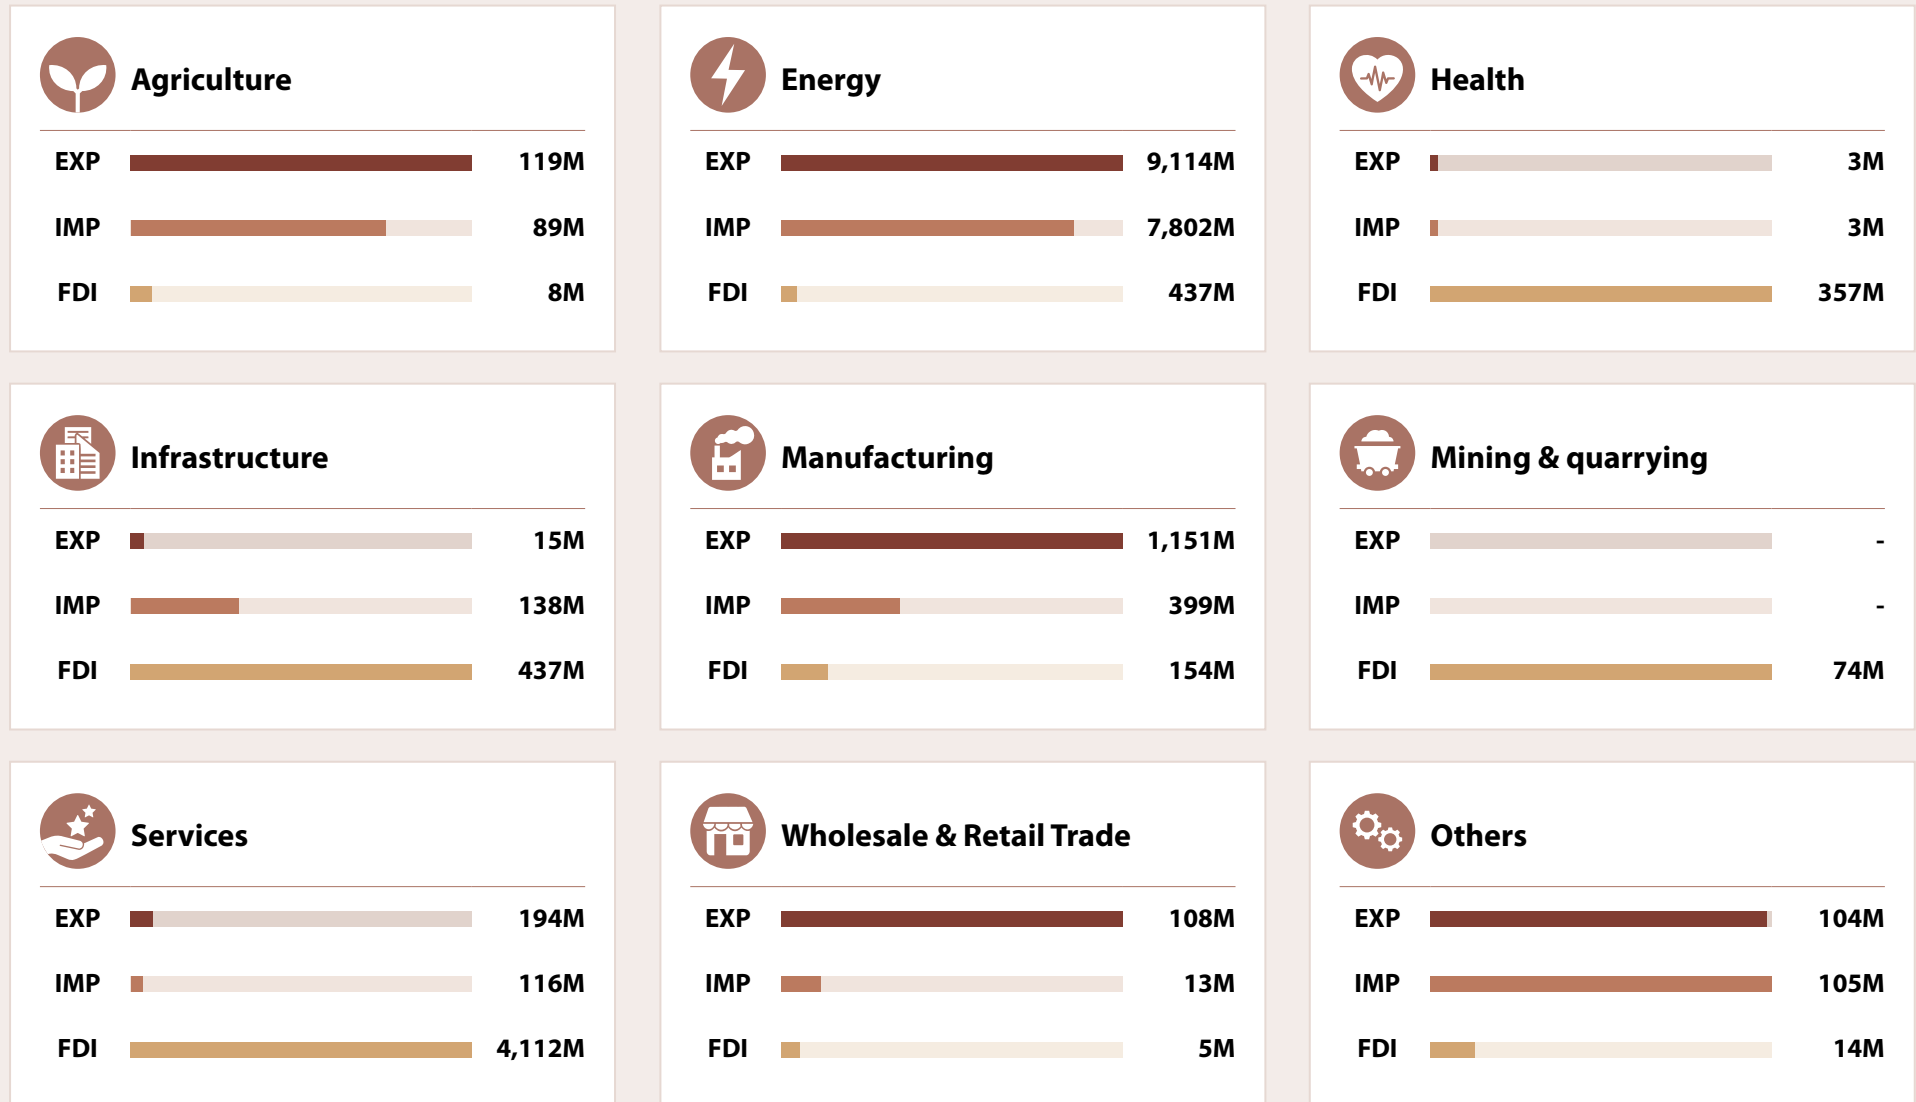 Agriculture
EXP 119M
IMP 89M
FDI 8M
Energy
EXP 9,114M
IMP 7,802M
FDI 437M
Health
EXP 3M
IMP 3M
FDI 357M
Infrastructure
EXP 15M
IMP 138M
FDI 437M
Manufacturing
EXP 1,151M
IMP 399M
FDI 154M
Mining & quarrying
EXP -
IMP -
FDI 74M
Services
EXP 194M
IMP 116M
FDI 4,112M
Wholesale & Retail Trade
EXP 108M
IMP 13M
FDI 5M
Others
EXP 104M
IMP 105M
FDI 14M